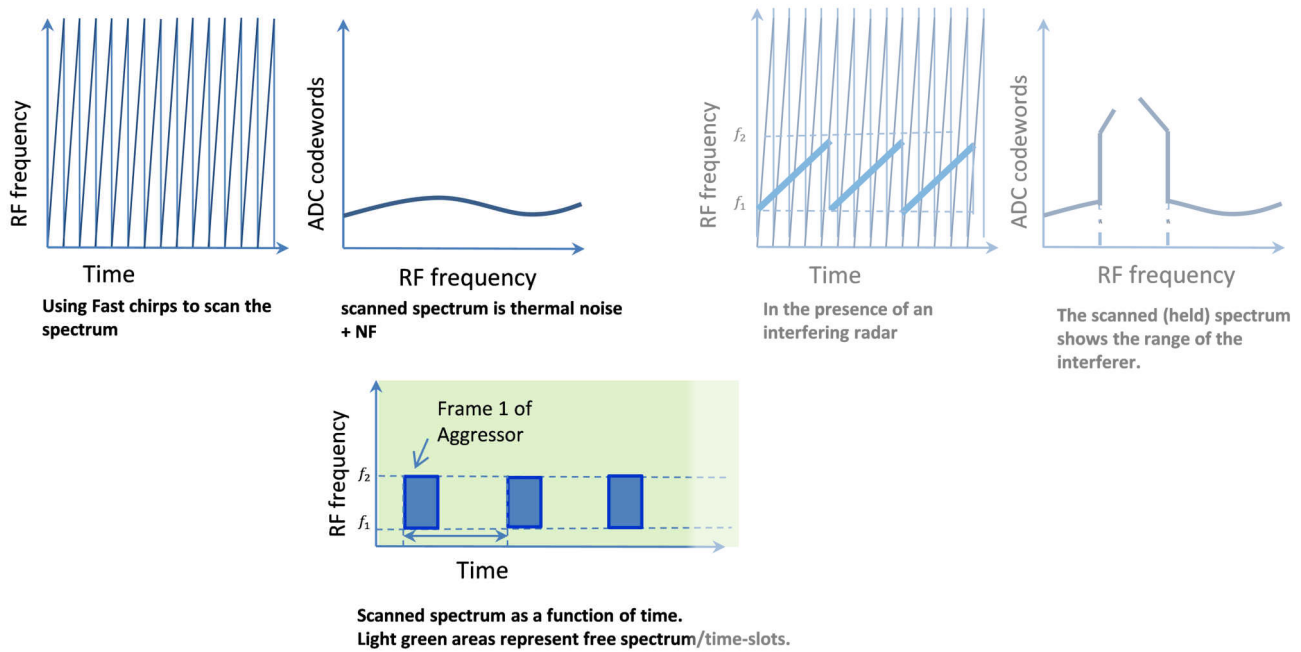 RF frequency
Time
Using Fast chirps to scan the
spectrum
ADC codewords
RF frequency
scanned spectrum is thermal noise
+ NF
RF frequency
f₂
f₁
Time
In the presence of an
interfering radar
ADC codewords
RF frequency
The scanned (held) spectrum
shows the range of the
interferer.
RF frequency
Frame 1 of
Aggressor
f₂
f₁
Time
Scanned spectrum as a function of time.
Light green areas represent free spectrum/time-slots.